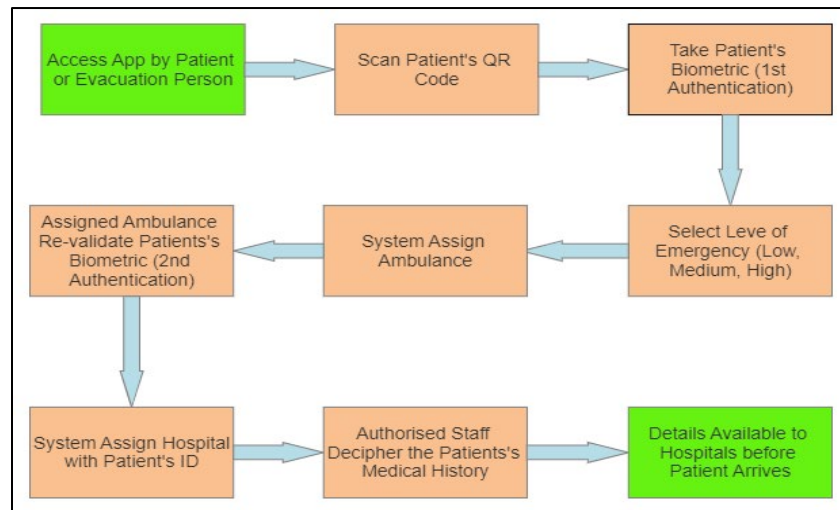 Access App by Patient
or Evacuation Person
Scan Patient's QR
Code
Take Patient's
Biometric (1st
Authentication)
Select Leve of
Emergency (Low,
Medium, High)
System Assign
Ambulance
Assigned Ambulance
Re-validate Patients's
Biometric (2nd
Authentication)
System Assign Hospital
with Patient's ID
Authorised Staff
Decipher the Patients's
Medical History
Details Available to
Hospitals before
Patient Arrives